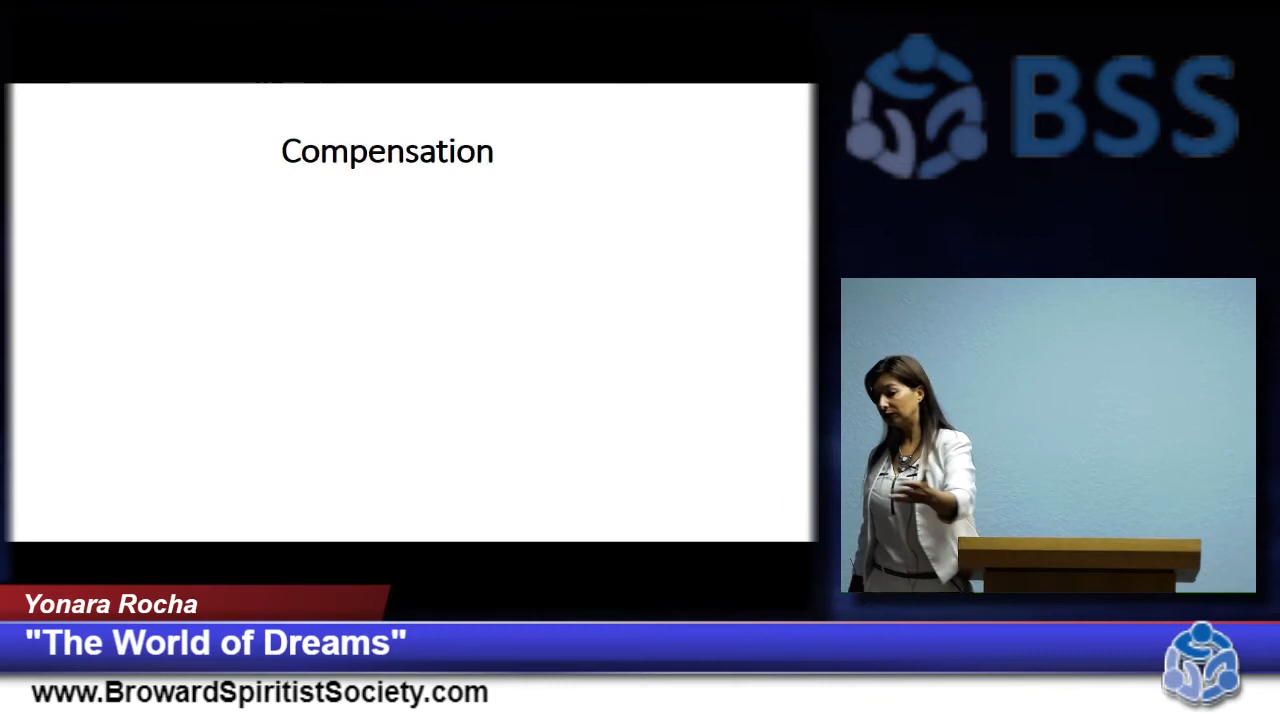 Compensation
BSS
Yonara Rocha
"The World of Dreams"
www.BrowardSpiritistSociety.com